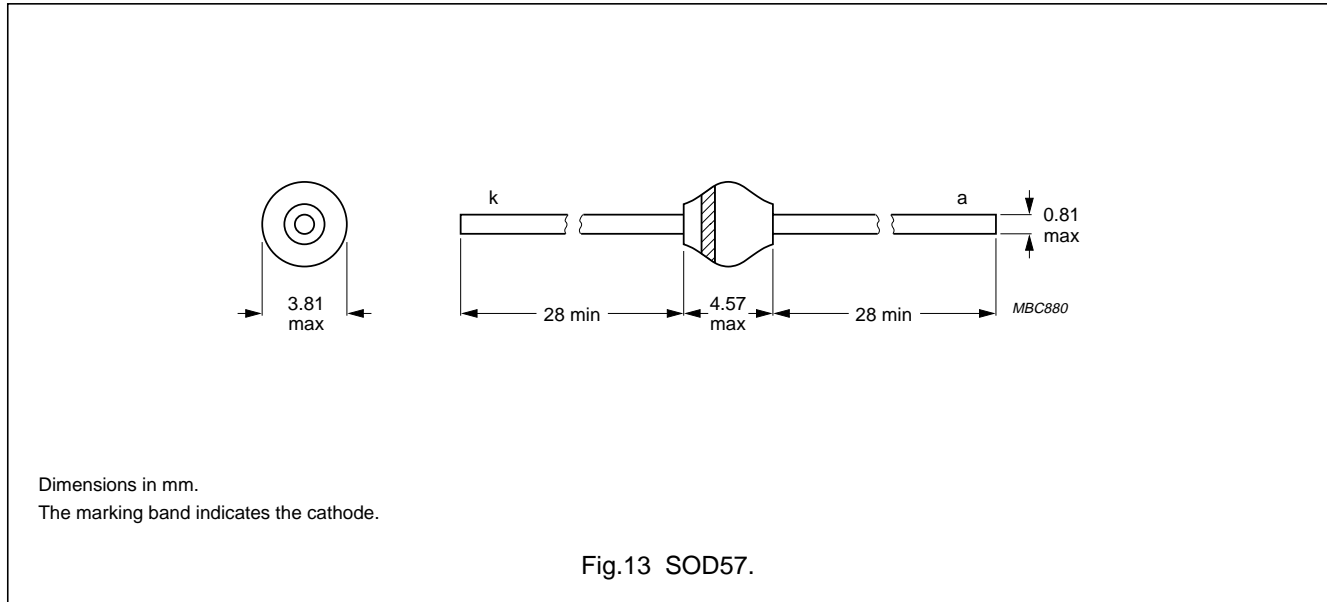 k
a
0.81
max
3.81
max
28 min
4.57
max
28 min
MBC880
Dimensions in mm.
The marking band indicates the cathode.
Fig.13 SOD57.